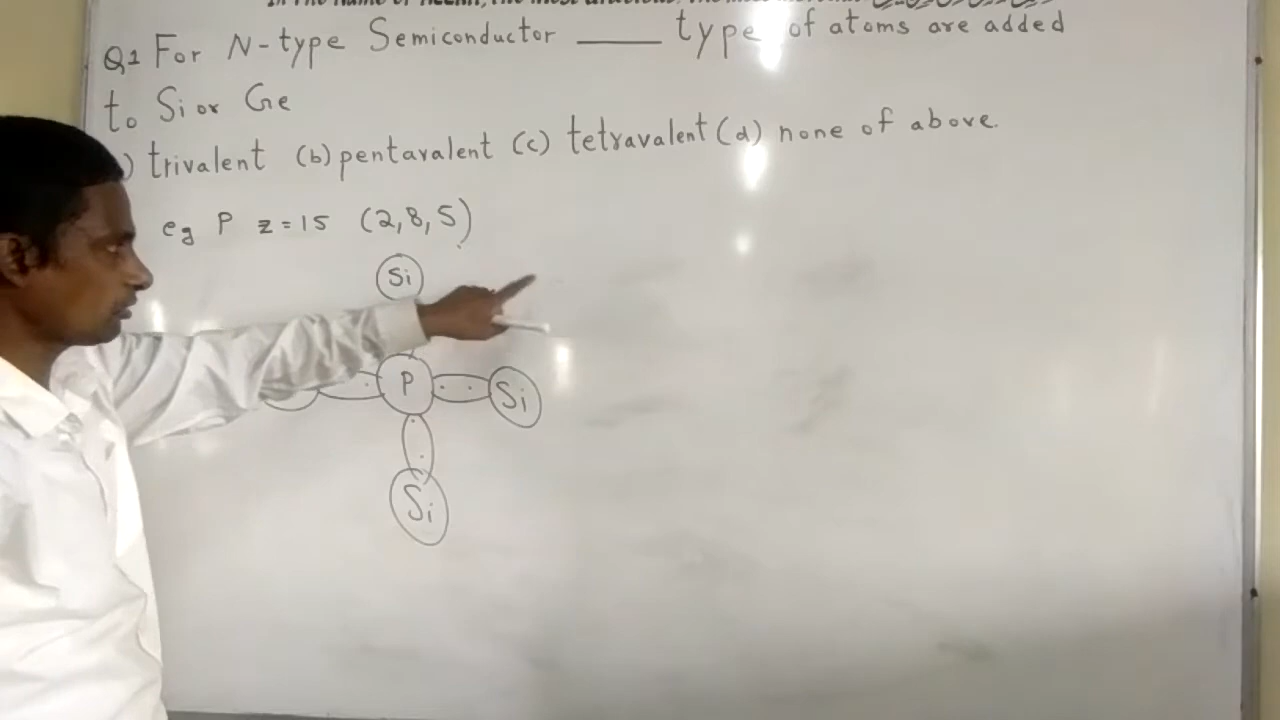 Q1 For N-type Semiconductor ____ type of atoms are added
to Si or Ge
) trivalent (b) pentavalent (c) tetravalent (d) none of above.
eg P z=15 (2,8,5)
Si
P Si
Si